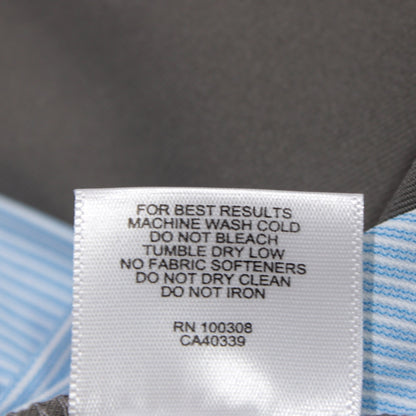 FOR BEST RESULTS
MACHINE WASH COLD
DO NOT BLEACH
TUMBLE DRY LOW
NO FABRIC SOFTENERS
DO NOT DRY CLEAN
DO NOT IRON
RN 100308
CA40339